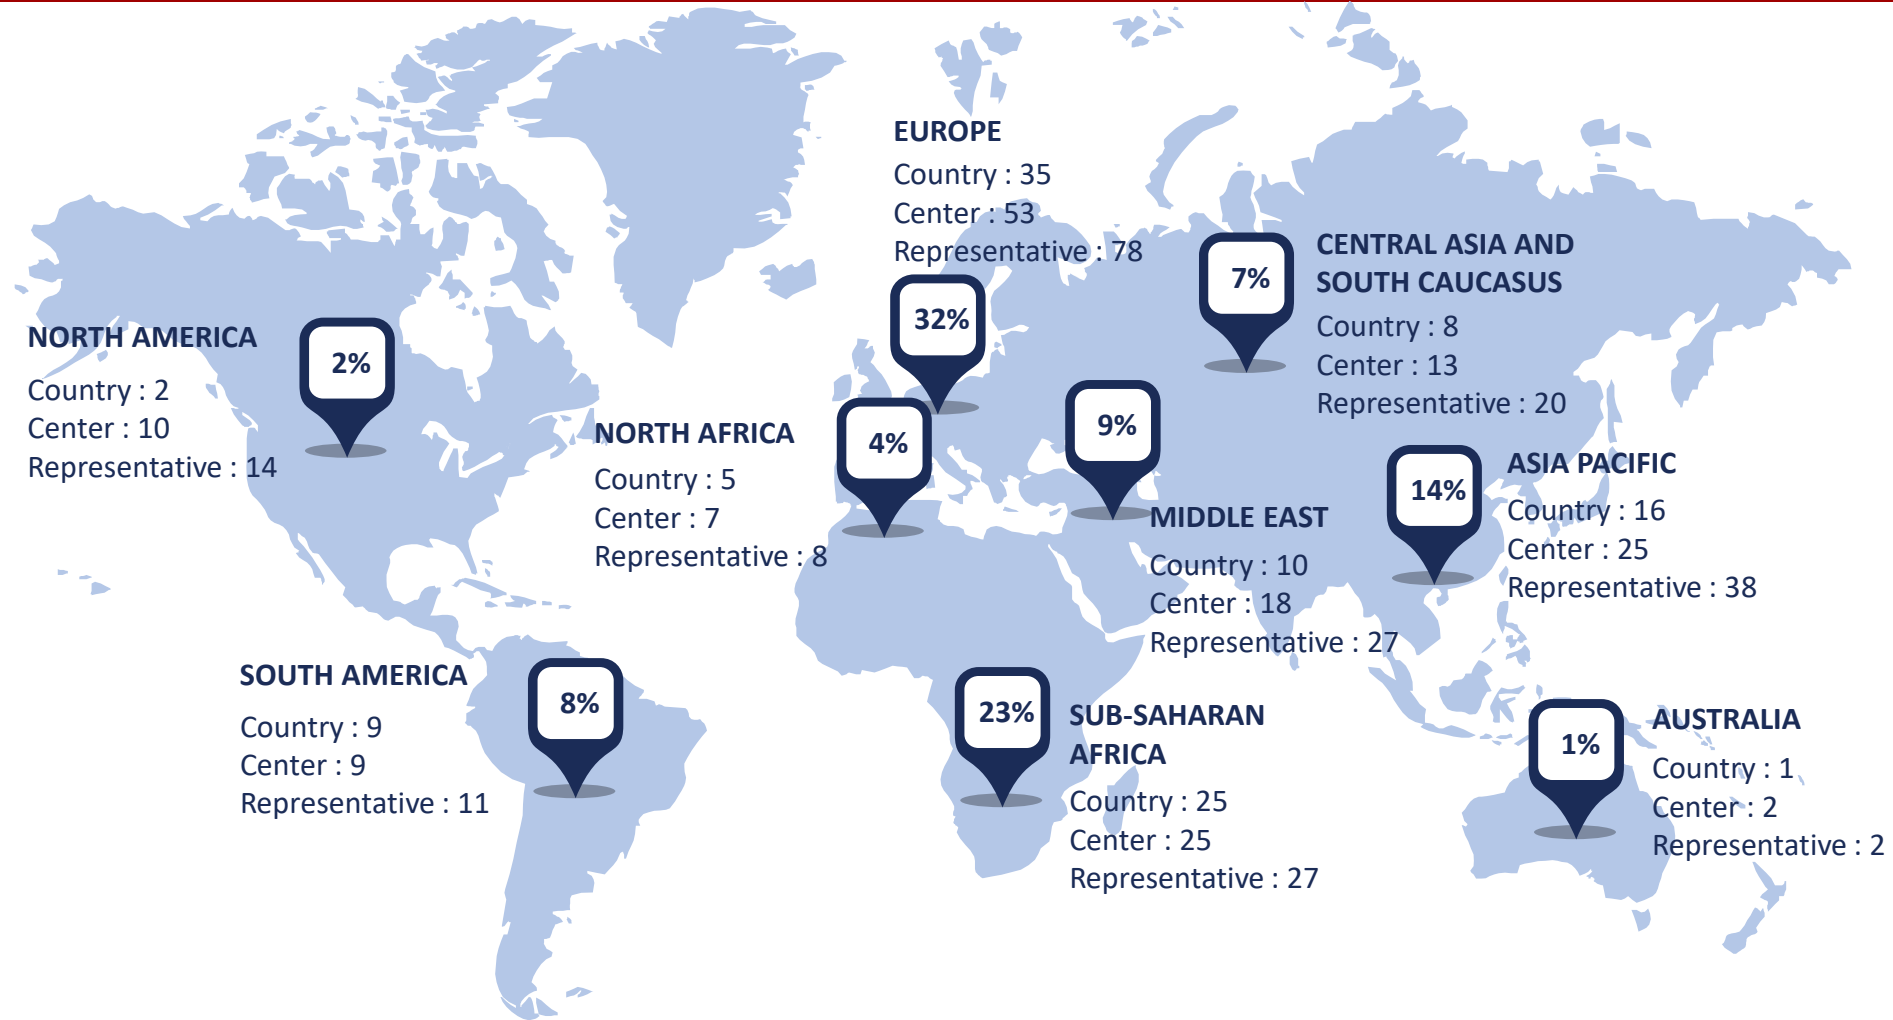 EUROPE
Country : 35
Center : 53
Representative : 78
32%
7%
CENTRAL ASIA AND
SOUTH CAUCASUS
Country : 8
Center : 13
Representative : 20
NORTH AMERICA
Country : 2
Center : 10
Representative : 14
2%
NORTH AFRICA
Country : 5
Center : 7
Representative : 8
4%
9%
MIDDLE EAST
Country : 10
Center : 18
Representative : 27
14%
ASIA PACIFIC
Country : 16
Center : 25
Representative : 38
SOUTH AMERICA
Country : 9
Center : 9
Representative : 11
8%
23%
SUB-SAHARAN
AFRICA
Country : 25
Center : 25
Representative : 27
1%
AUSTRALIA
Country : 1
Center : 2
Representative : 2